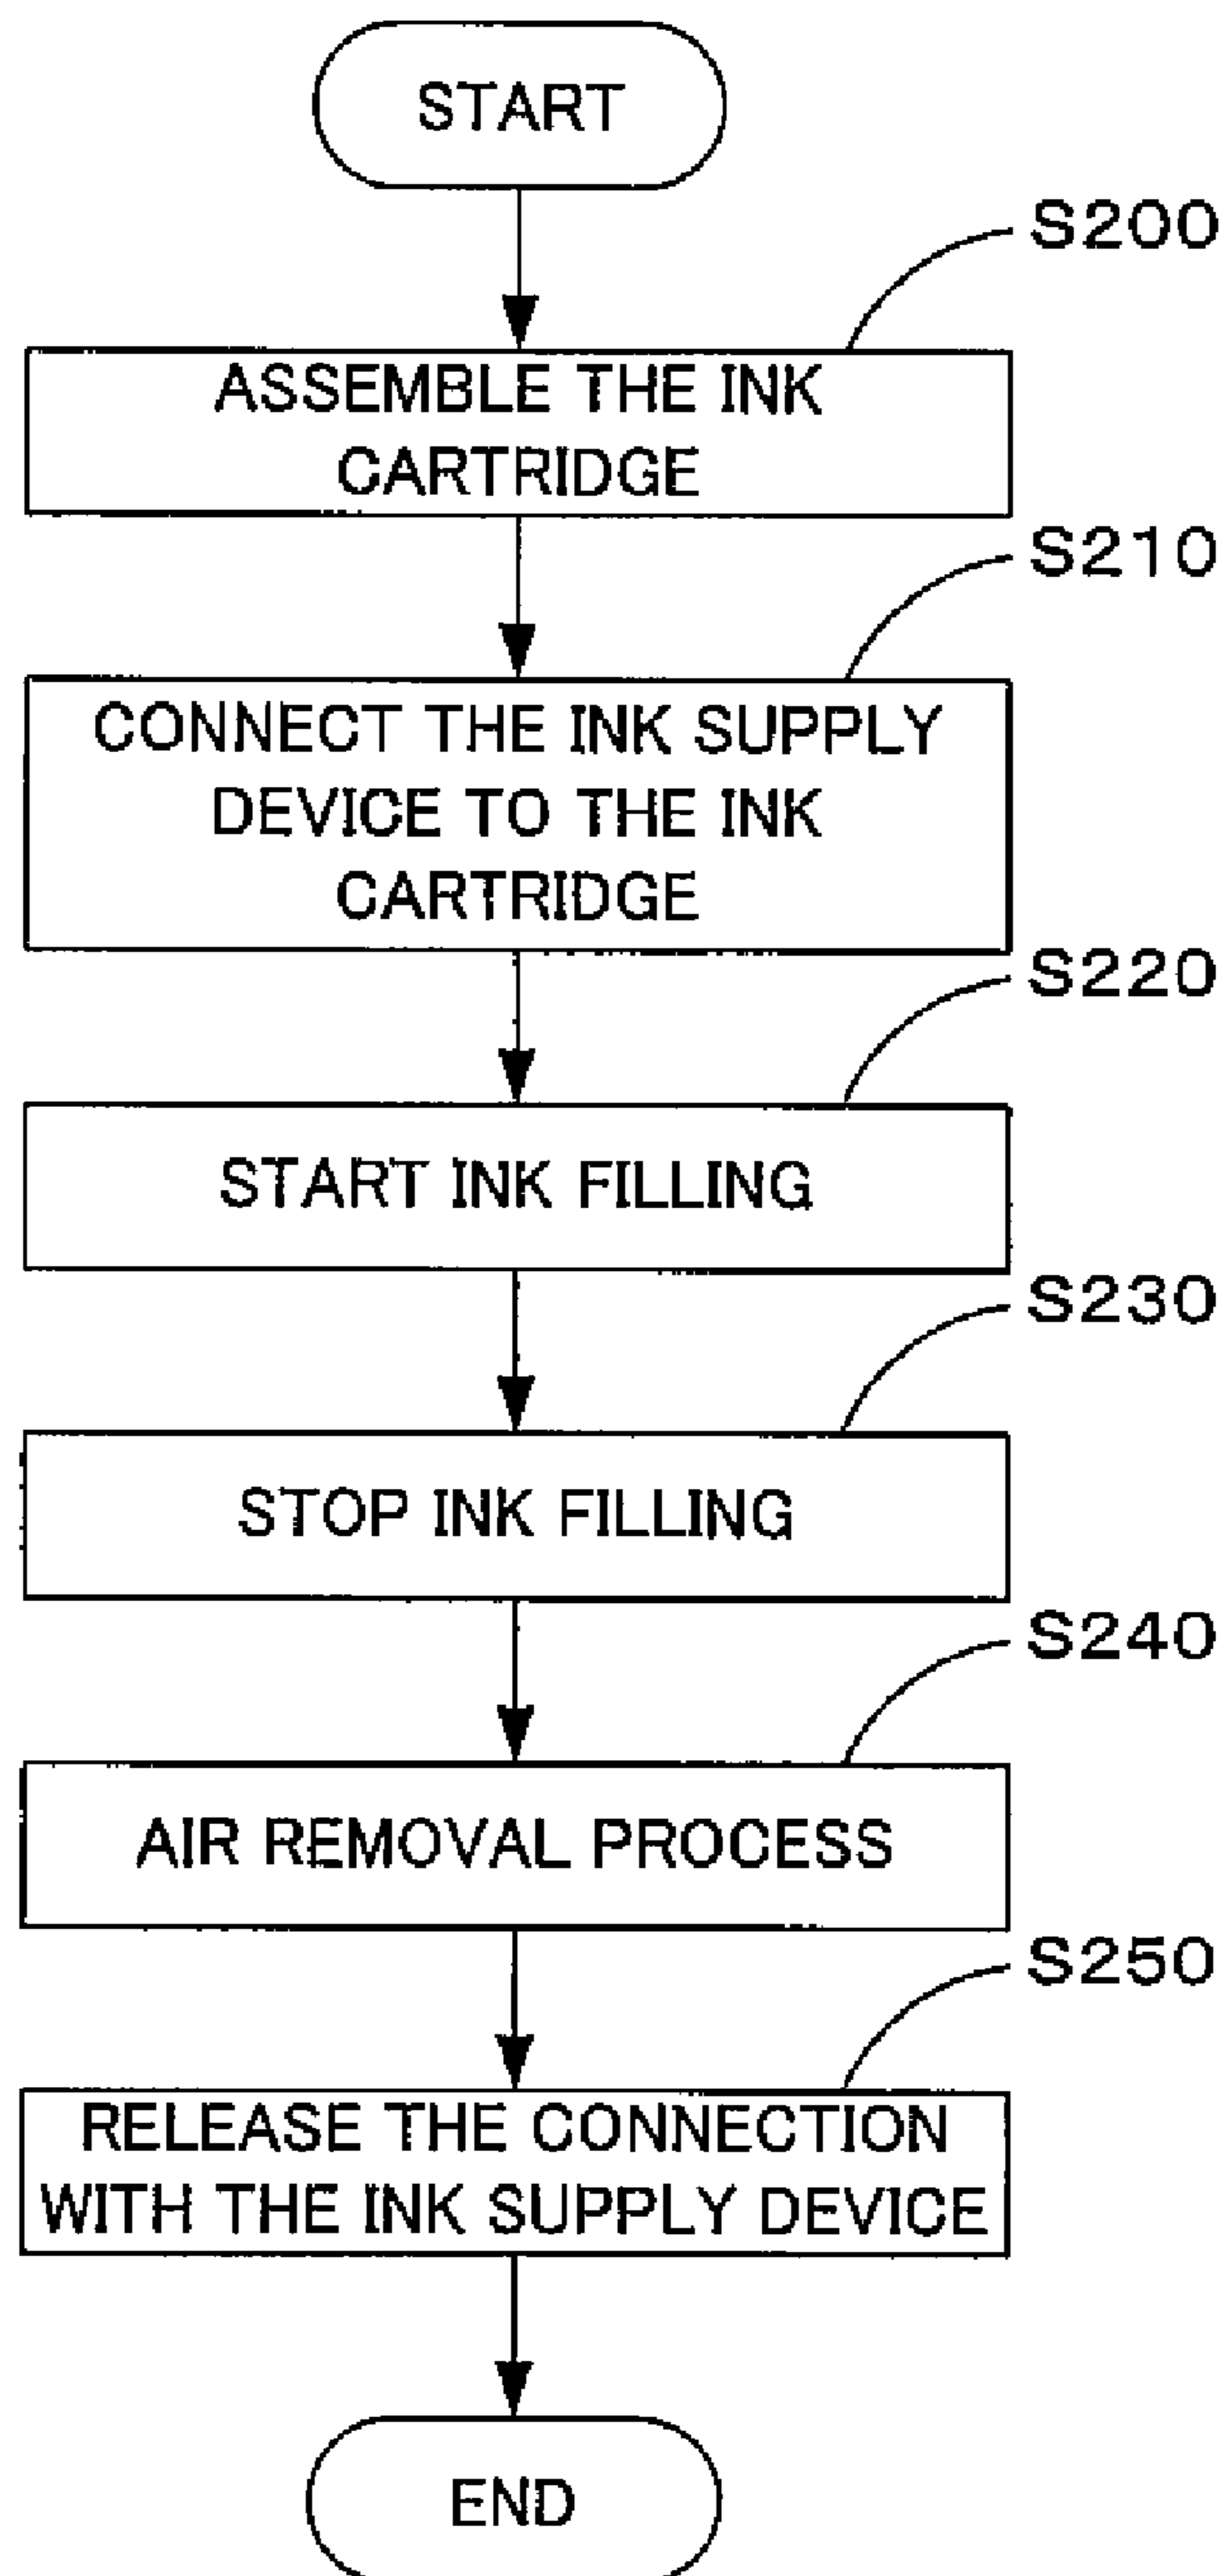 START
S200
ASSEMBLE THE INK
CARTRIDGE
S210
CONNECT THE INK SUPPLY
DEVICE TO THE INK
CARTRIDGE
S220
START INK FILLING
S230
STOP INK FILLING
S240
AIR REMOVAL PROCESS
S250
RELEASE THE CONNECTION
WITH THE INK SUPPLY DEVICE
END